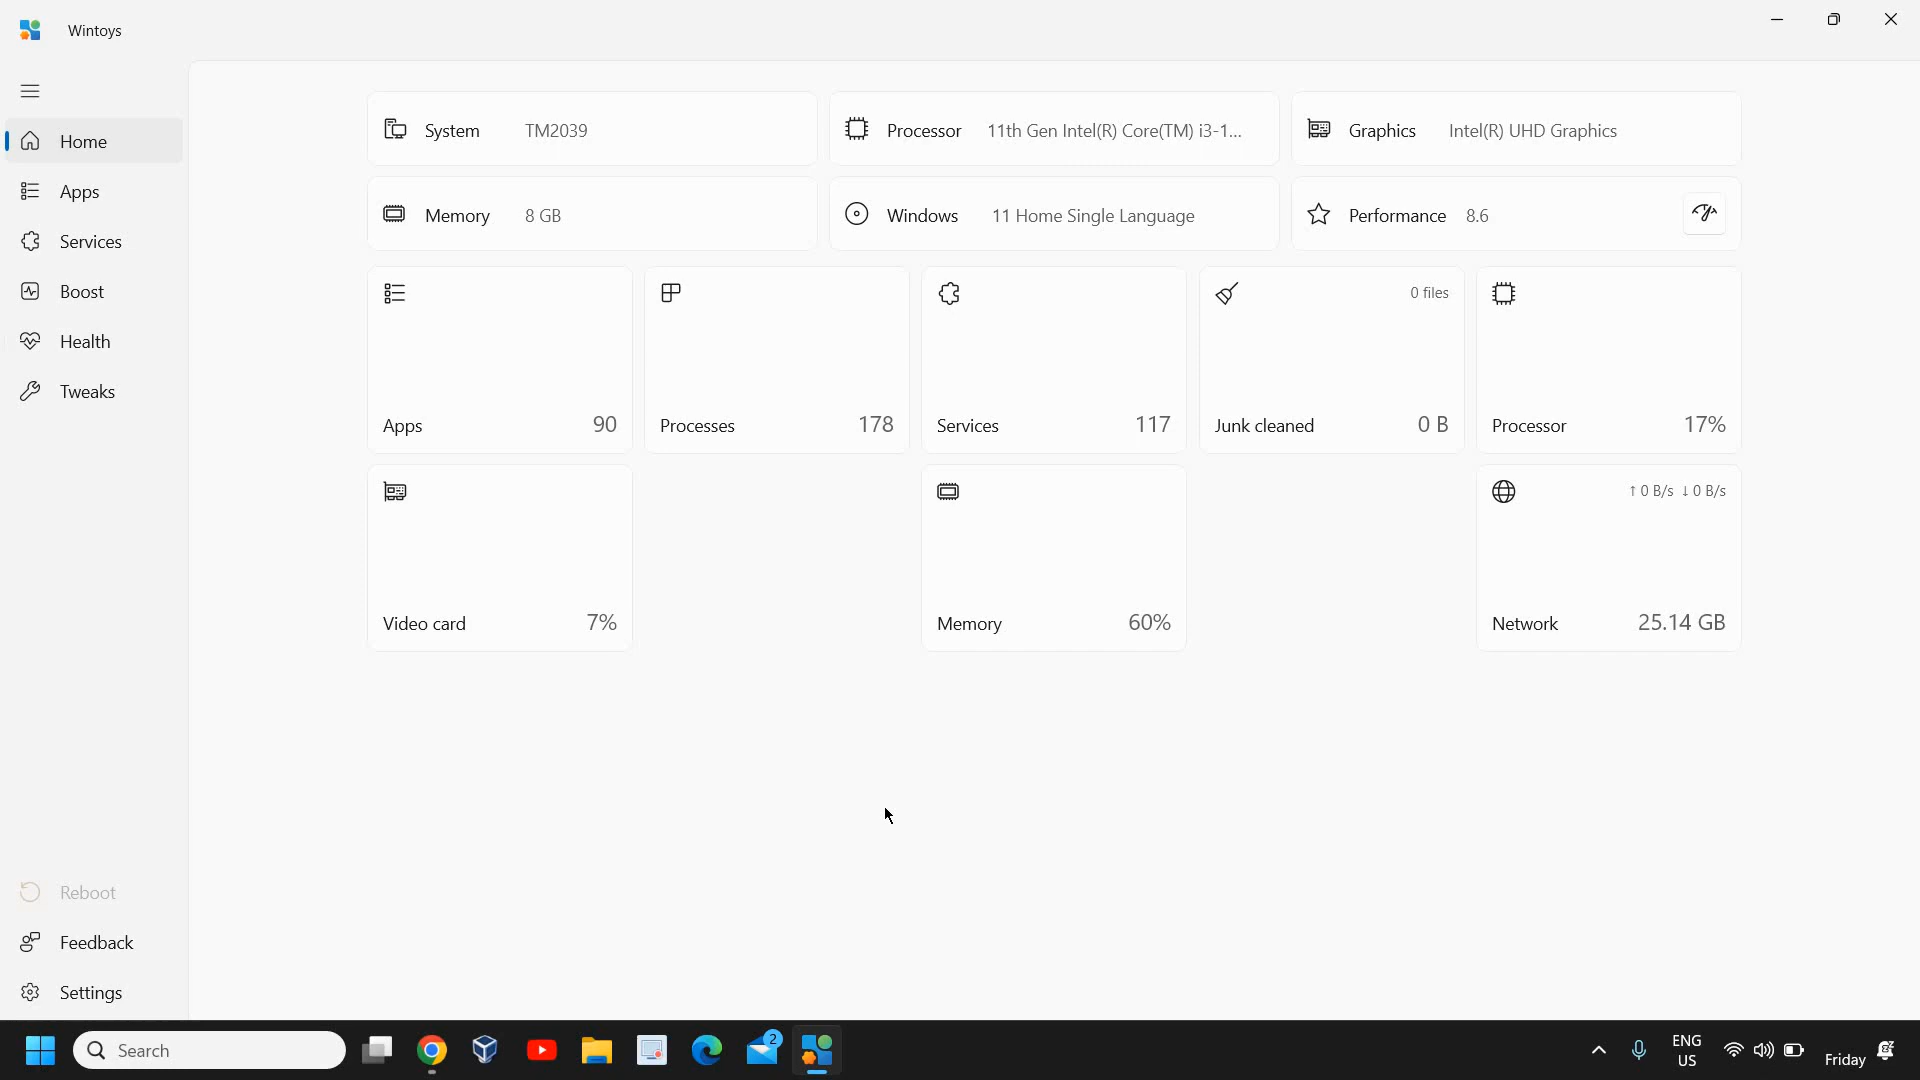 Wintoys
Home
Apps
Services
Boost
Health
Tweaks
Reboot
Feedback
Settings
System TM2039
Processor 11th Gen Intel(R) Core(TM) i3-1...
Graphics Intel(R) UHD Graphics
Memory 8 GB
Windows 11 Home Single Language
Performance 8.6
Apps 90
Processes 178
Services 117
0 files
Junk cleaned 0 B
Processor 17%
Video card 7%
Memory 60%
↑ 0 B/s ↓ 0 B/s
Network 25.14 GB
Search
2
ENG
US
Friday